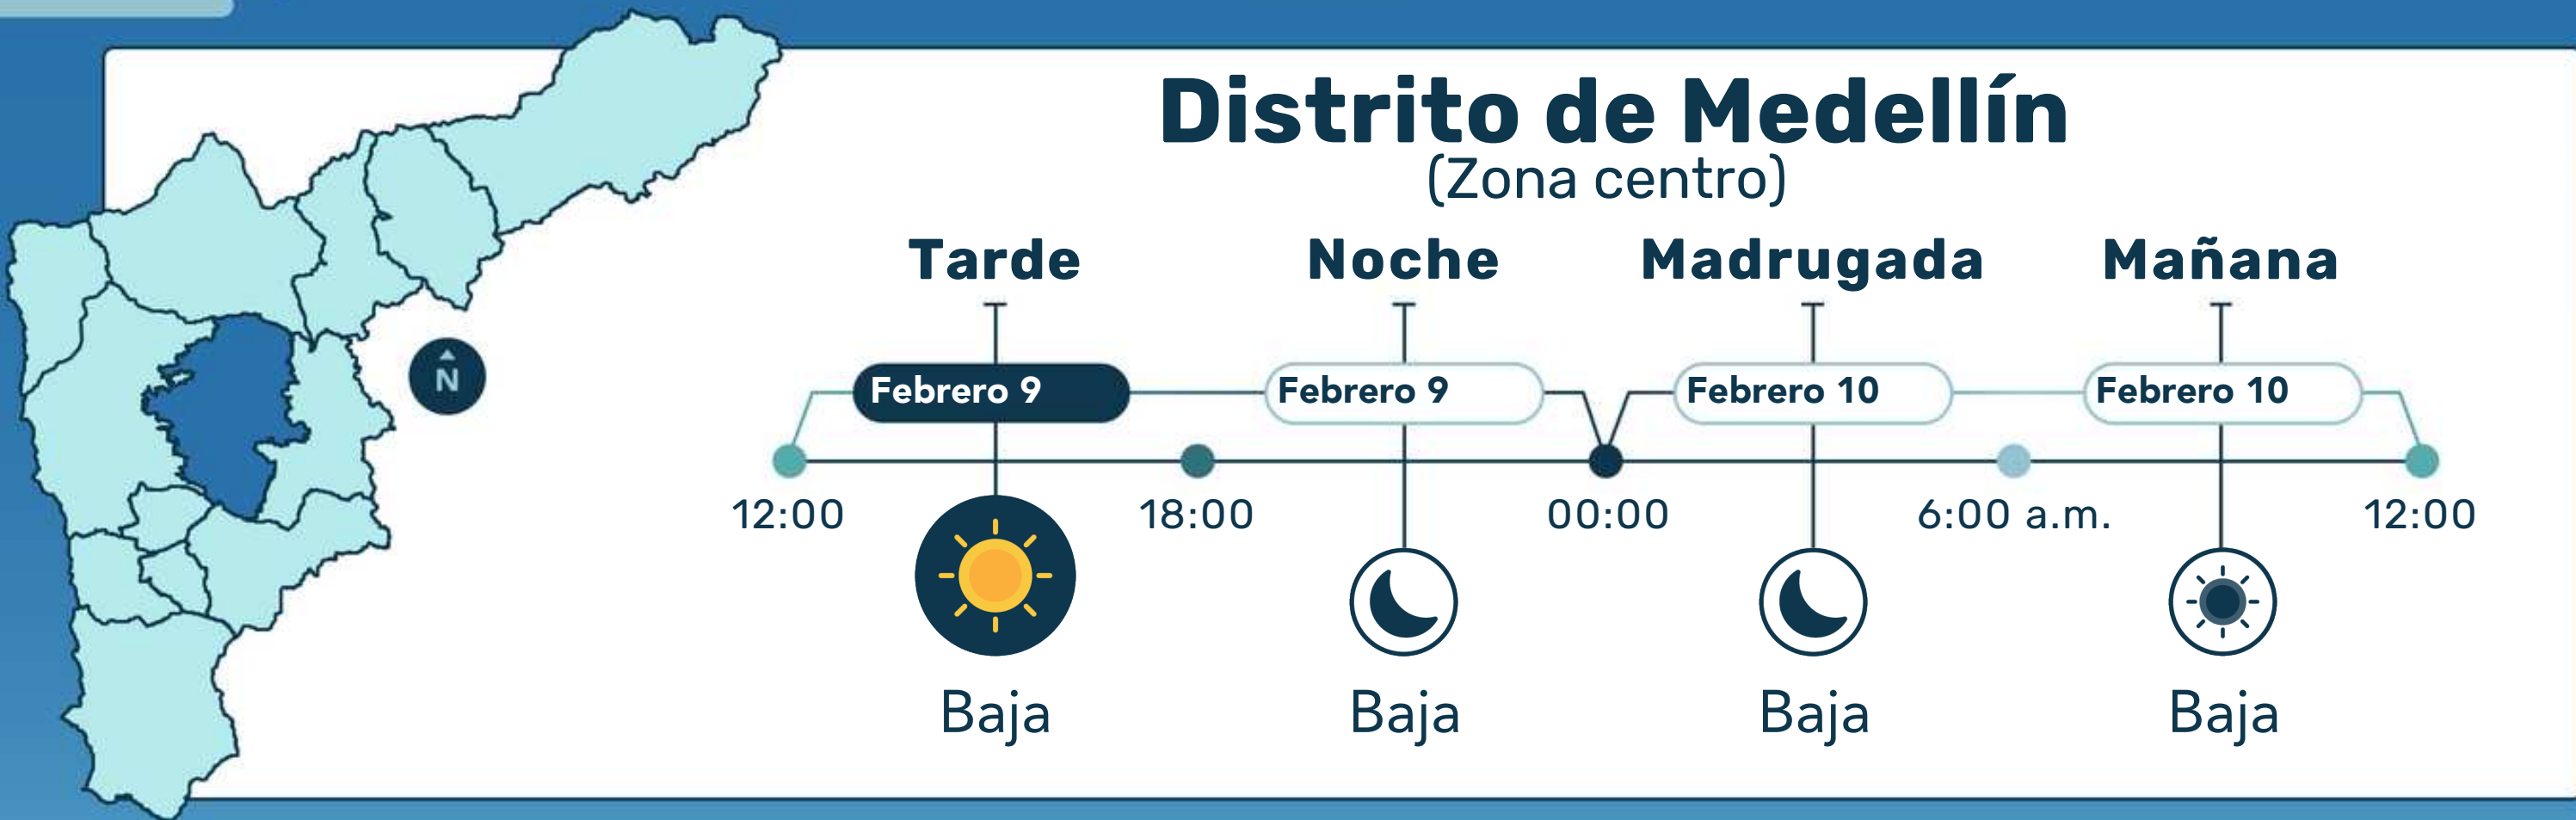 Distrito de Medellín
(Zona centro)
Tarde Noche Madrugada Mañana
Febrero 9 Febrero 9 Febrero 10 Febrero 10
N
12:00 18:00 00:00 6:00 a.m. 12:00
Baja Baja Baja Baja